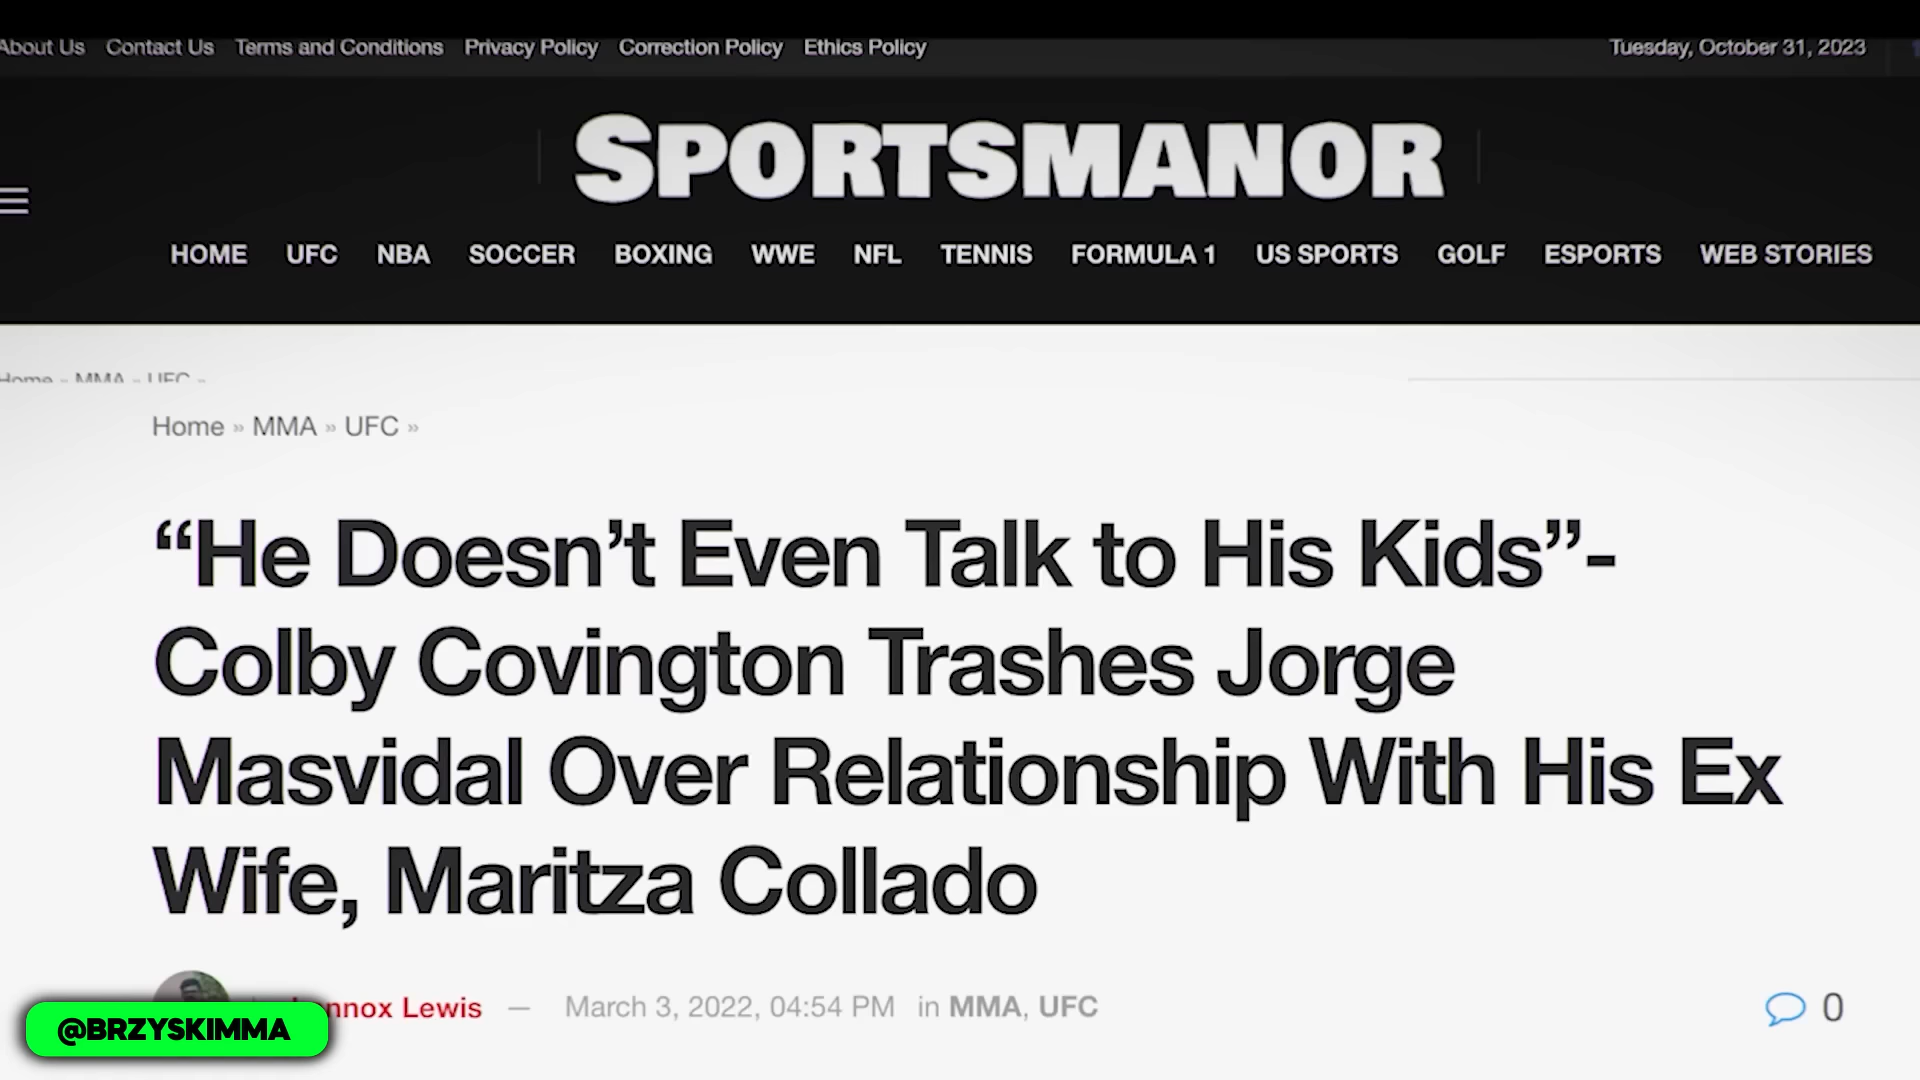 About Us Contact Us Terms and Conditions Privacy Policy Correction Policy Ethics Policy Tuesday, October 31, 2023
SPORTSMANOR
HOME UFC NBA SOCCER BOXING WWE NFL TENNIS FORMULA 1 US SPORTS GOLF ESPORTS WEB STORIES
Home » MMA » UFC »
Home » MMA » UFC »
“He Doesn’t Even Talk to His Kids”-
Colby Covington Trashes Jorge
Masvidal Over Relationship With His Ex
Wife, Maritza Collado
Lewis — March 3, 2022, 04:54 PM in MMA, UFC 0
@BRZYSKIMMA